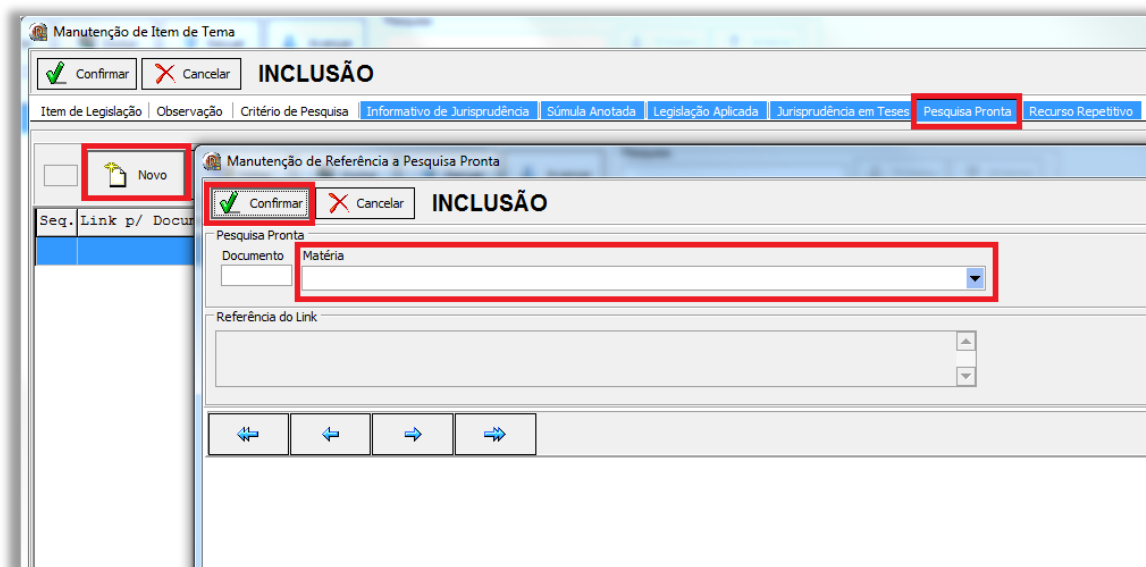 Manutenção de Item de Tema
Confirmar Cancelar INCLUSÃO
Item de Legislação Observação Critério de Pesquisa Informativo de Jurisprudência Súmula Anotada Legislação Aplicada Jurisprudência em Teses Pesquisa Pronta Recurso Repetitivo
Novo
Seq. Link p/ Docum
Manutenção de Referência a Pesquisa Pronta
Confirmar Cancelar INCLUSÃO
Pesquisa Pronta
Documento Matéria
Referência do Link